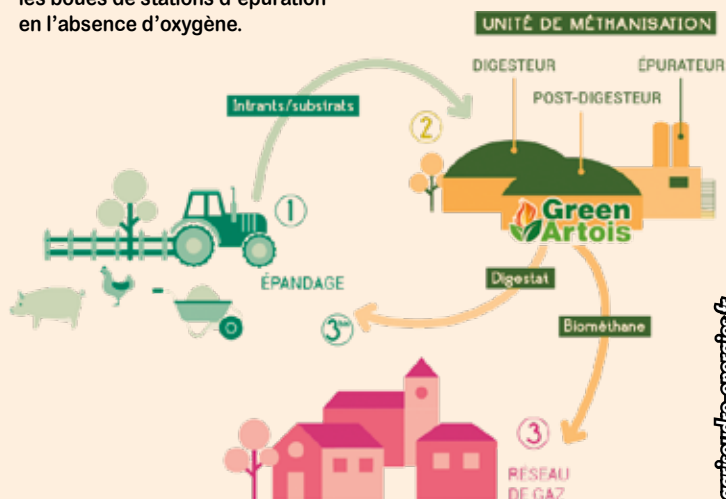 les boues de stations d'épuration
en l'absence d'oxygène.
UNITÉ DE MÉTHANISATION
DIGESTEUR
ÉPURATEUR
POST-DIGESTEUR
Intrants/substrats
2
1
Green
Artois
ÉPANDAGE
Digestat
3bis
Biométhane
3
RÉSEAU
DE GAZ